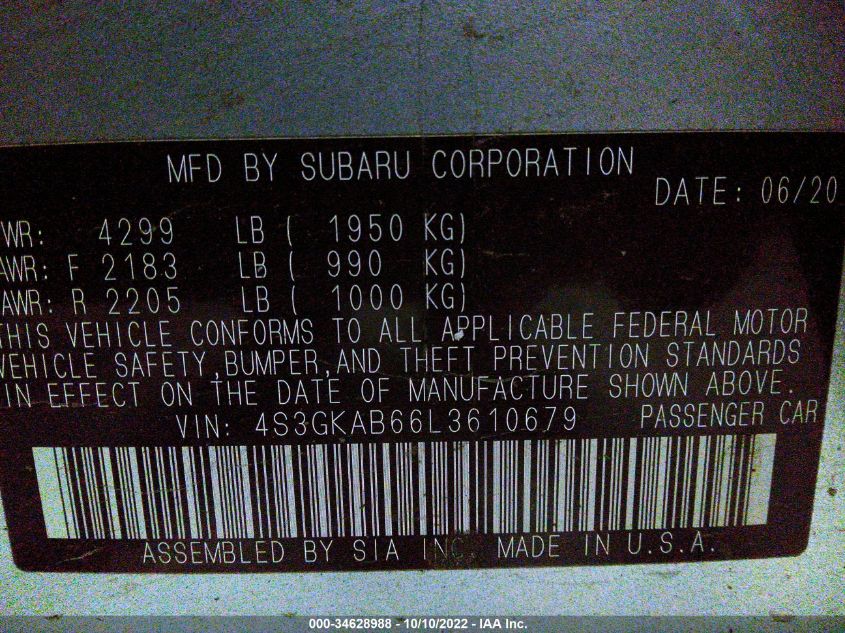 MFD BY SUBARU CORPORATION
DATE: 06/20
WR: 4299 LB ( 1950 KG)
AWR: F 2183 LB ( 990 KG)
AWR: R 2205 LB ( 1000 KG)
THIS VEHICLE CONFORMS TO ALL APPLICABLE FEDERAL MOTOR
VEHICLE SAFETY,BUMPER,AND THEFT PREVENTION STANDARDS
IN EFFECT ON THE DATE OF MANUFACTURE SHOWN ABOVE.
VIN: 4S3GKAB66L3610679 PASSENGER CAR
ASSEMBLED BY SIA INC. MADE IN U.S.A.
000-34628988 - 10/10/2022 - IAA Inc.